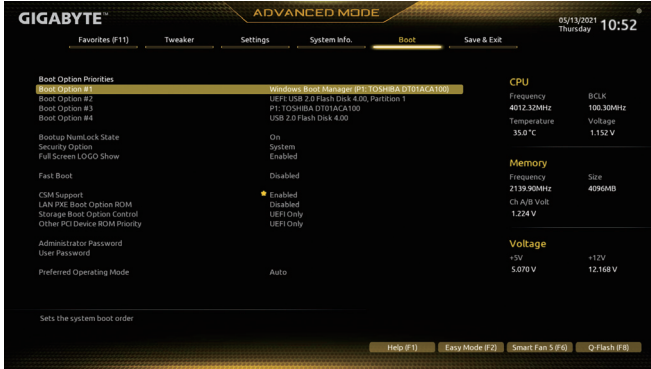 GIGABYTE™
ADVANCED MODE
05/13/2021 Thursday 10:52
Favorites (F11) Tweaker Settings System Info. Boot Save & Exit
Boot Option Priorities
Boot Option #1 Windows Boot Manager (P1: TOSHIBA DT01ACA100)
Boot Option #2 UEFI: USB 2.0 Flash Disk 4.00, Partition 1
Boot Option #3 P1: TOSHIBA DT01ACA100
Boot Option #4 USB 2.0 Flash Disk 4.00
Bootup NumLock State On
Security Option System
Full Screen LOGO Show Enabled
Fast Boot Disabled
CSM Support Enabled
LAN PXE Boot Option ROM Disabled
Storage Boot Option Control UEFI Only
Other PCI Device ROM Priority UEFI Only
Administrator Password
User Password
Preferred Operating Mode Auto
Sets the system boot order
CPU
Frequency BCLK
4012.32MHz 100.30MHz
Temperature Voltage
35.0 °C 1.152 V
Memory
Frequency Size
2139.90MHz 4096MB
Ch A/B Volt
1.224 V
Voltage
+5V +12V
5.070 V 12.168 V
Help (F1) Easy Mode (F2) Smart Fan 5 (F6) Q-Flash (F8)